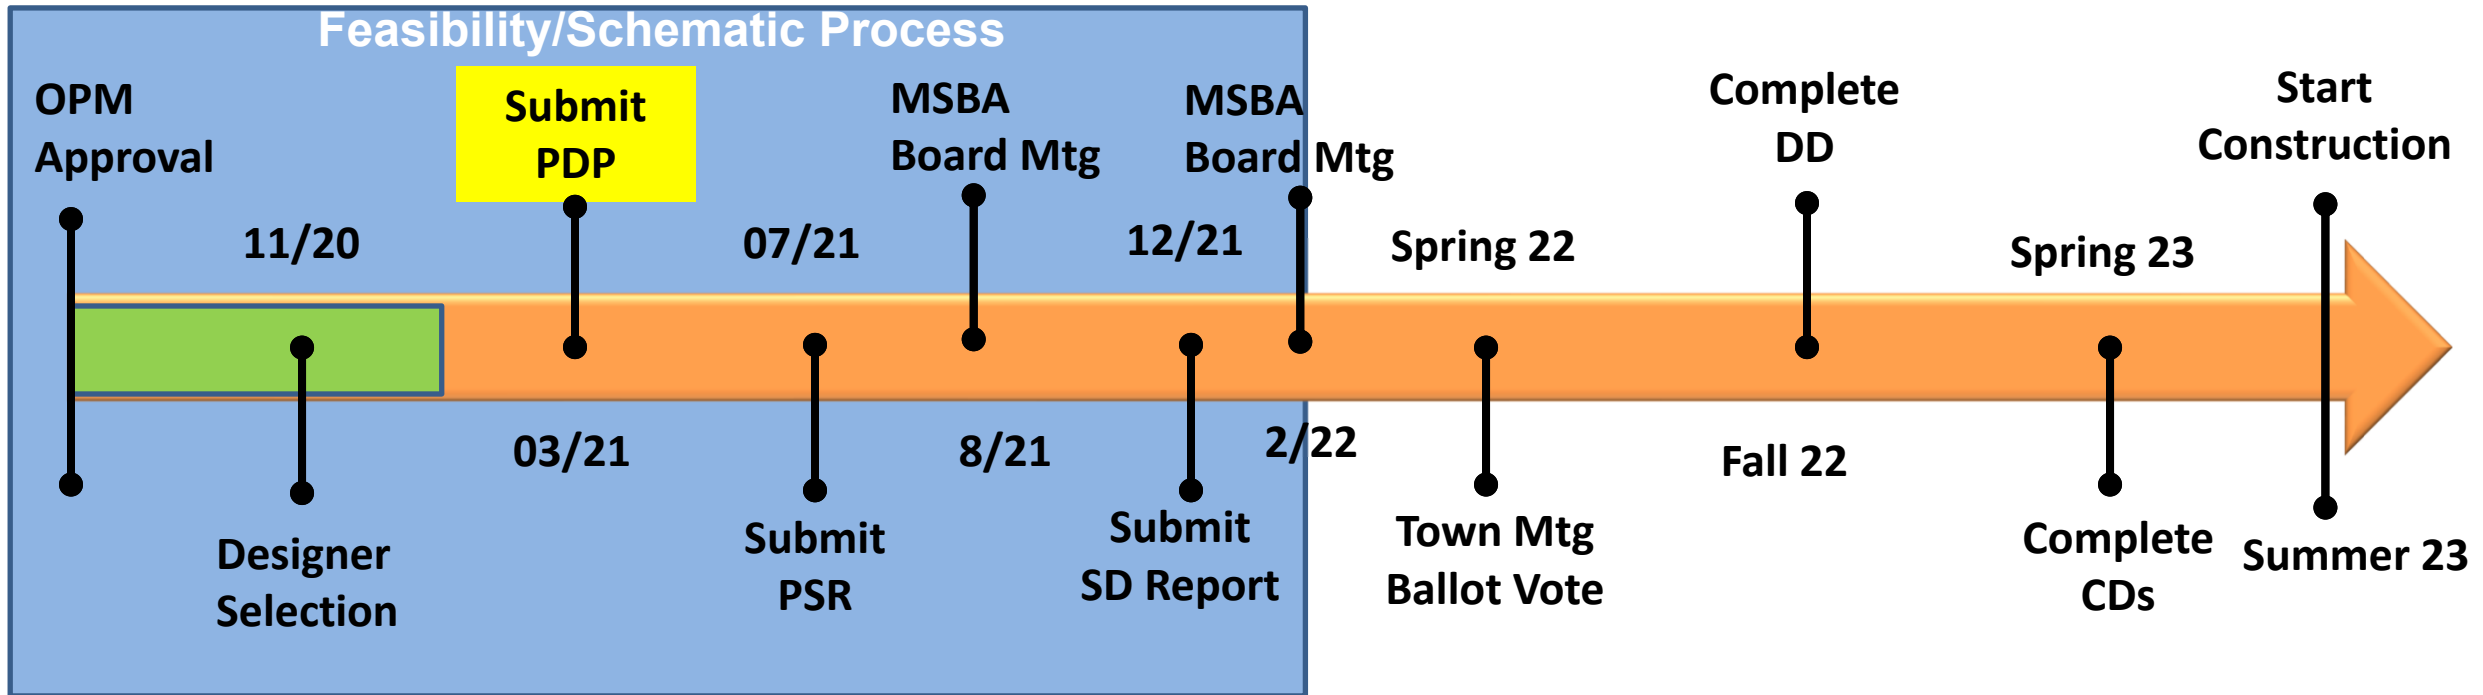 Feasibility/Schematic Process
OPM
Approval
Submit
PDP
MSBA
Board Mtg
MSBA
Board Mtg
Complete
DD
Start
Construction
11/20
07/21
12/21
Spring 22
Spring 23
03/21
8/21
2/22
Fall 22
Designer
Selection
Submit
PSR
Submit
SD Report
Town Mtg
Ballot Vote
Complete
CDs
Summer 23